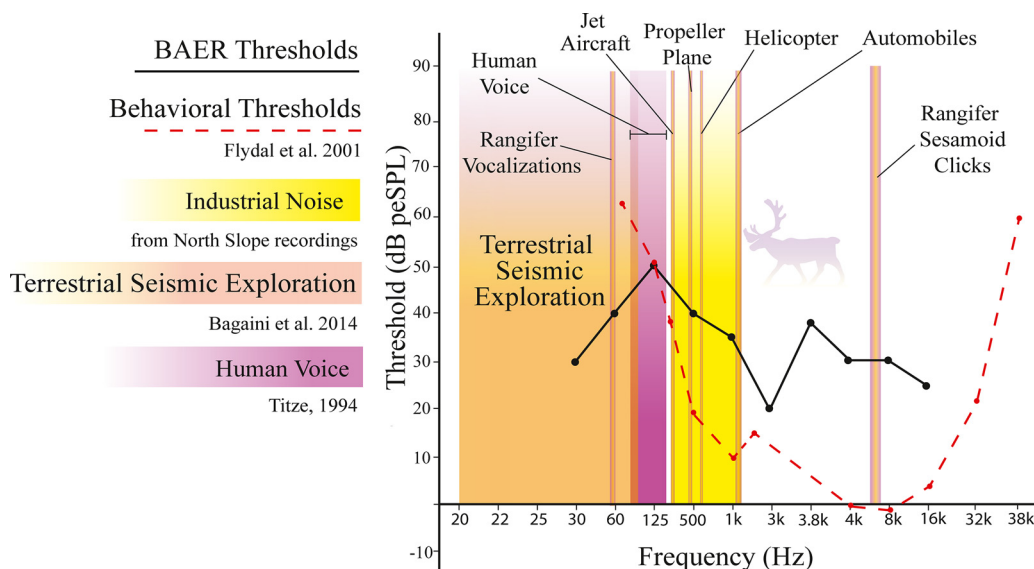 BAER Thresholds
Behavioral Thresholds
Flydal et al. 2001
Industrial Noise
from North Slope recordings
Terrestrial Seismic Exploration
Bagaini et al. 2014
Human Voice
Titze, 1994
Threshold (dB peSPL)
90
80
70
60
50
40
30
20
10
-10
Human
Voice
Jet
Aircraft
Propeller
Plane
Helicopter
Automobiles
Rangifer
Vocalizations
Rangifer
Sesamoid
Clicks
Terrestrial
Seismic
Exploration
20 22 25 30 60 125 500 1k 3k 3.8k 4k 8k 16k 32k 38k
Frequency (Hz)